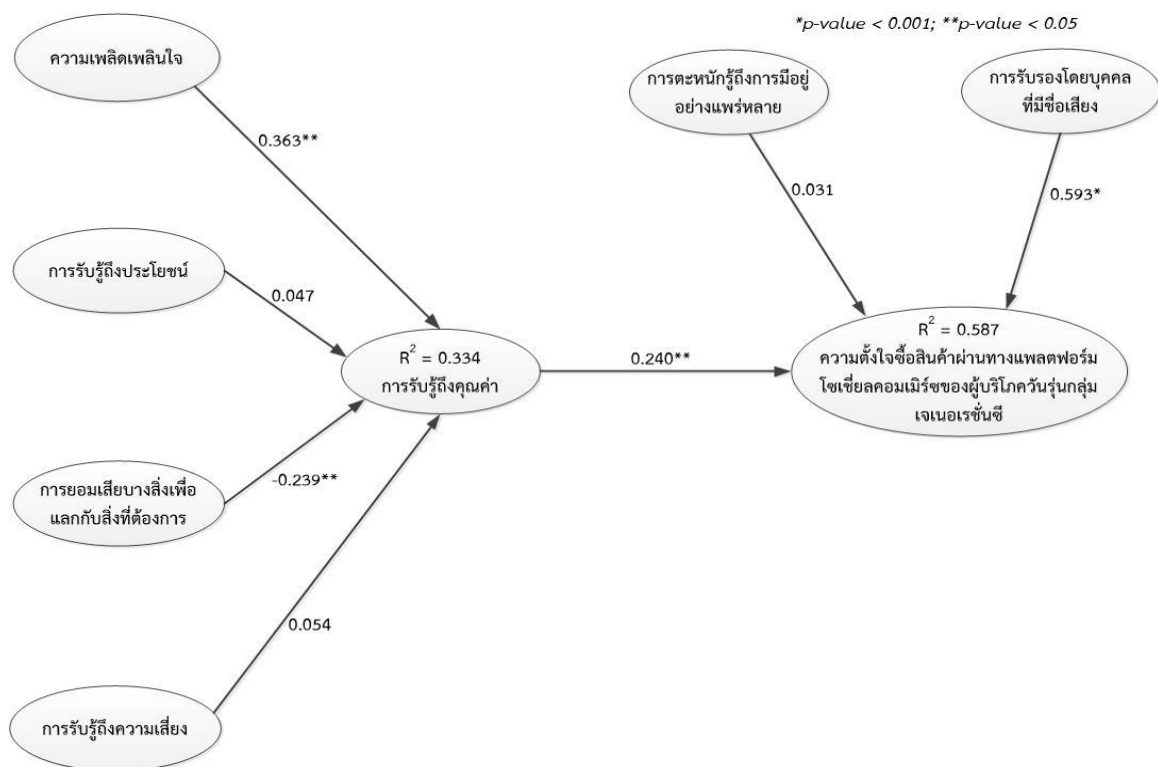 *p-value < 0.001; **p-value < 0.05
ความเพลิดเพลินใจ
การตะหนักรู้ถึงการมีอยู่
อย่างแพร่หลาย
การรับรองโดยบุคคล
ที่มีชื่อเสียง
0.363**
0.031
0.593*
การรับรู้ถึงประโยชน์
0.047
R² = 0.334
การรับรู้ถึงคุณค่า
0.240**
R² = 0.587
ความตั้งใจซื้อสินค้าผ่านทางแพลตฟอร์ม
โซเชี่ยลคอมเมิร์ซของผู้บริโภควันรุ่นกลุ่ม
เจเนอเรชั่นซี
การยอมเสียบางสิ่งเพื่อ
แลกกับสิ่งที่ต้องการ
-0.239**
0.054
การรับรู้ถึงความเสี่ยง